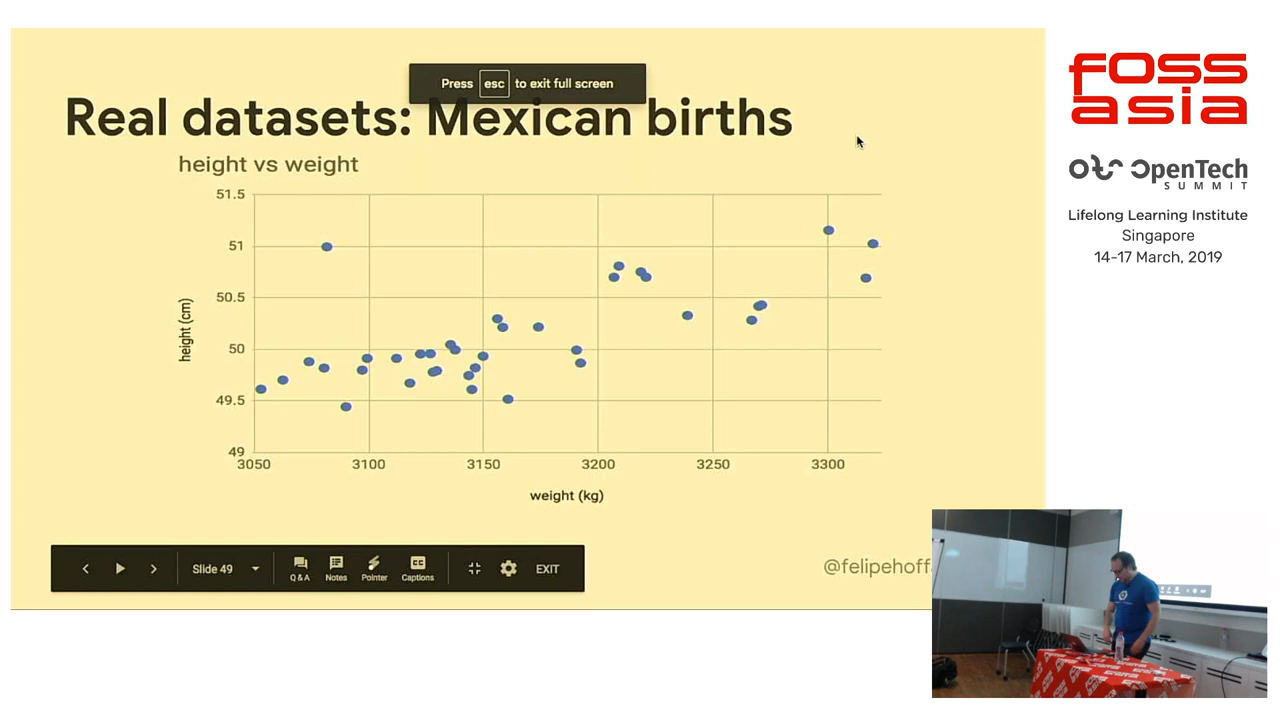 Press esc to exit full screen
Real datasets: Mexican births
height vs weight
51.5
51
50.5
50
49.5
49
height (cm)
3050 3100 3150 3200 3250 3300
weight (kg)
Slide 49
Q & A Notes Pointer Captions
CC
EXIT
@felipehoff
foss
asia
OpenTech
SUMMIT
Lifelong Learning Institute
Singapore
14-17 March, 2019